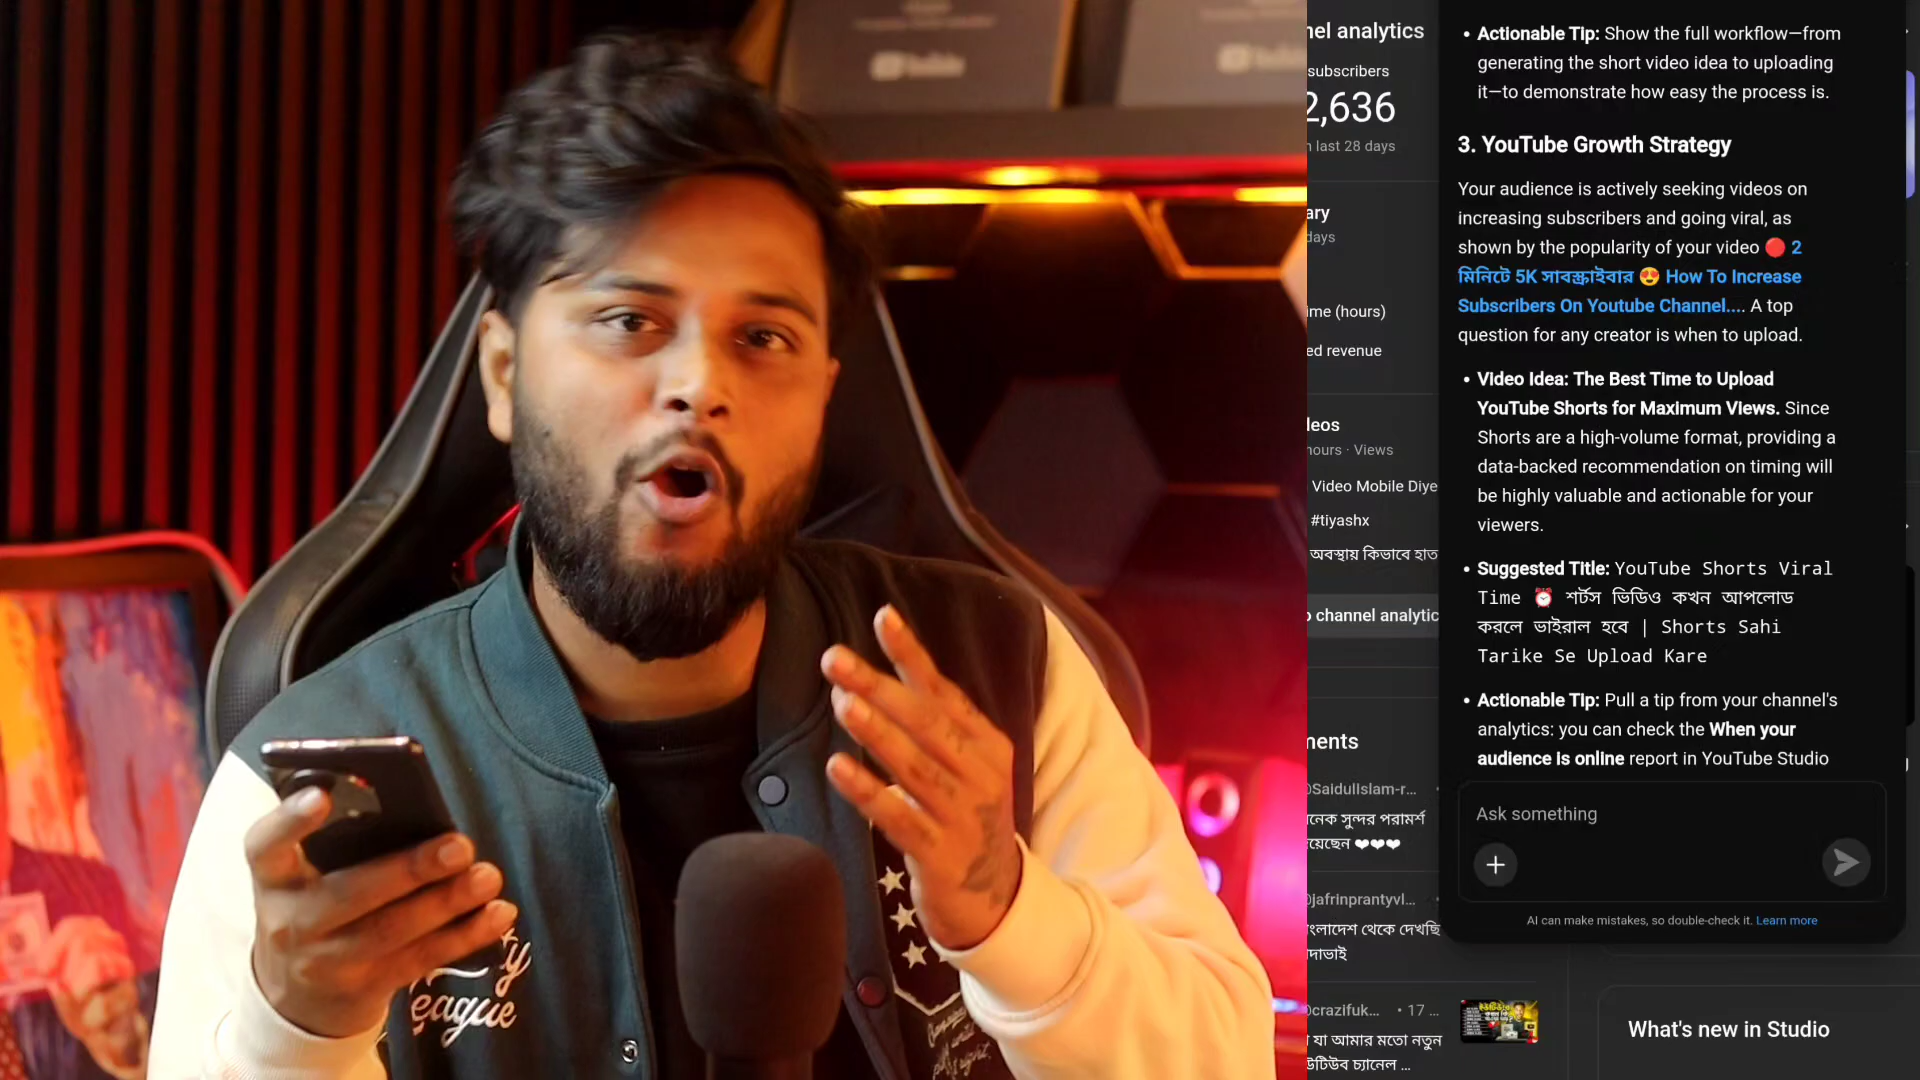 YouTube
YouTube
y
eague
nel analytics
subscribers
2,636
last 28 days
ary
days
ime (hours)
ed revenue
leos
hours · Views
Video Mobile Diye
#tiyashx
অবস্থায় কিভাবে হাত
o channel analytic
nents
@SaidulIslam-r...
নেক সুন্দর পরামর্শ
য়েছেন ❤❤❤
@jafrinprantyvl...
ংলাদেশ থেকে দেখছি
দাভাই
@crazifuk... • 17 ...
যা আমার মতো নতুন
উটিউব চ্যানেল ...
• Actionable Tip: Show the full workflow—from
generating the short video idea to uploading
it—to demonstrate how easy the process is.
3. YouTube Growth Strategy
Your audience is actively seeking videos on
increasing subscribers and going viral, as
shown by the popularity of your video 🔴 2
মিনিটে 5K সাবস্ক্রাইবার 😍 How To Increase
Subscribers On Youtube Channel.... A top
question for any creator is when to upload.
• Video Idea: The Best Time to Upload
YouTube Shorts for Maximum Views. Since
Shorts are a high-volume format, providing a
data-backed recommendation on timing will
be highly valuable and actionable for your
viewers.
• Suggested Title: YouTube Shorts Viral
Time ⏰ শর্টস ভিডিও কখন আপলোড
করলে ভাইরাল হবে | Shorts Sahi
Tarike Se Upload Kare
• Actionable Tip: Pull a tip from your channel's
analytics: you can check the When your
audience is online report in YouTube Studio
Ask something
AI can make mistakes, so double-check it. Learn more
What's new in Studio